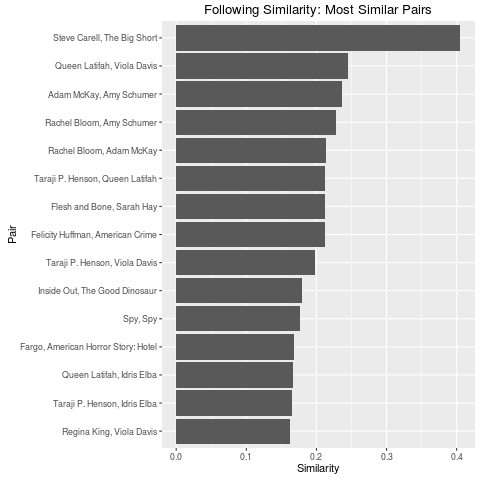 Following Similarity: Most Similar Pairs
Steve Carell, The Big Short
Queen Latifah, Viola Davis
Adam McKay, Amy Schumer
Rachel Bloom, Amy Schumer
Rachel Bloom, Adam McKay
Taraji P. Henson, Queen Latifah
Flesh and Bone, Sarah Hay
Felicity Huffman, American Crime
Taraji P. Henson, Viola Davis
Inside Out, The Good Dinosaur
Spy, Spy
Fargo, American Horror Story: Hotel
Queen Latifah, Idris Elba
Taraji P. Henson, Idris Elba
Regina King, Viola Davis
Pair
0.0 0.1 0.2 0.3 0.4
Similarity